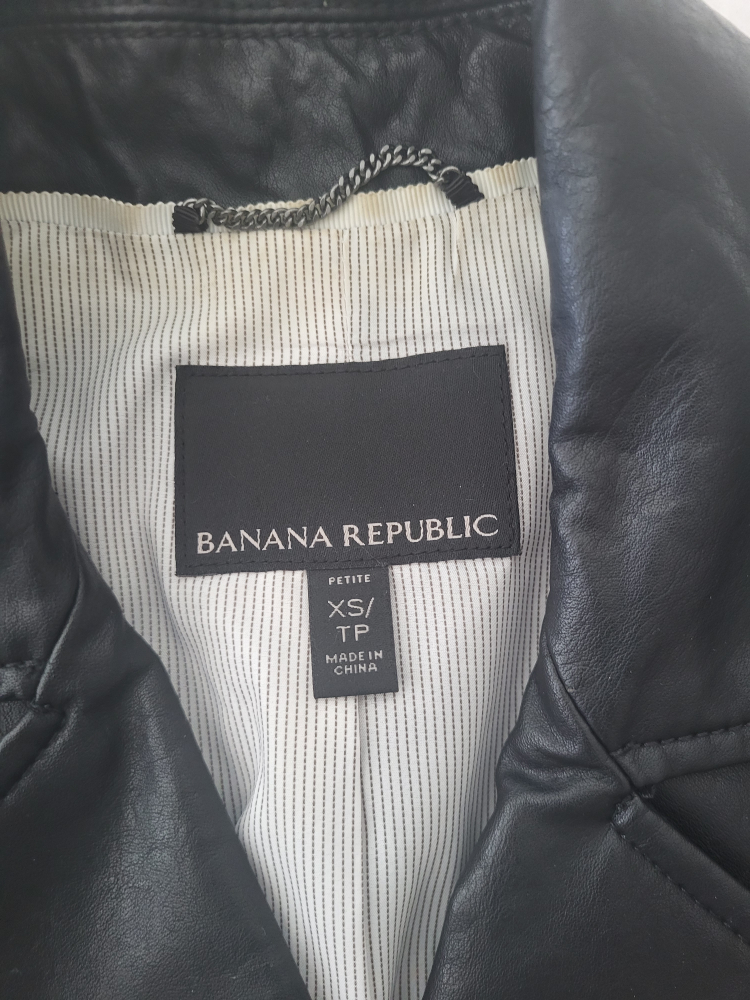 BANANA REPUBLIC
PETITE
XS/
TP
MADE IN
CHINA